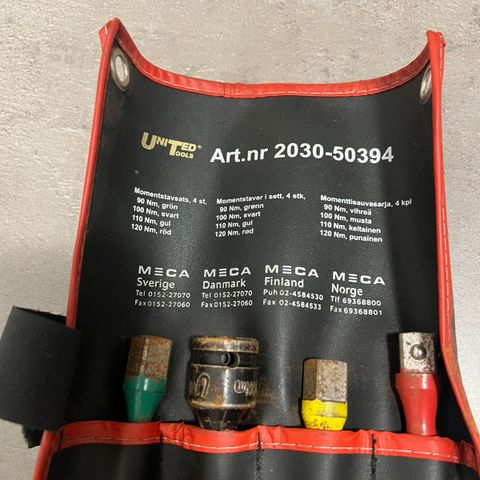 UNITED® TOOLS
Art.nr 2030-50394
Momentstavsats, 4 st,
90 Nm, grön
100 Nm, svart
110 Nm, gul
120 Nm, röd
Momentstaver i sett, 4 stk,
90 Nm, grønn
100 Nm, svart
110 Nm, gul
120 Nm, rød
Momenttisauvasarja, 4 kpl
90 Nm, vihreä
100 Nm, musta
110 Nm, keltainen
120 Nm, punainen
MECA
Sverige
Tel 0152-27070
Fax 0152-27060
MECA
Danmark
Tel 0152-27070
Fax 0152-27060
MECA
Finland
Puh 02-4584530
Fax 02-4584533
MECA
Norge
Tlf 69368800
Fax 69368801